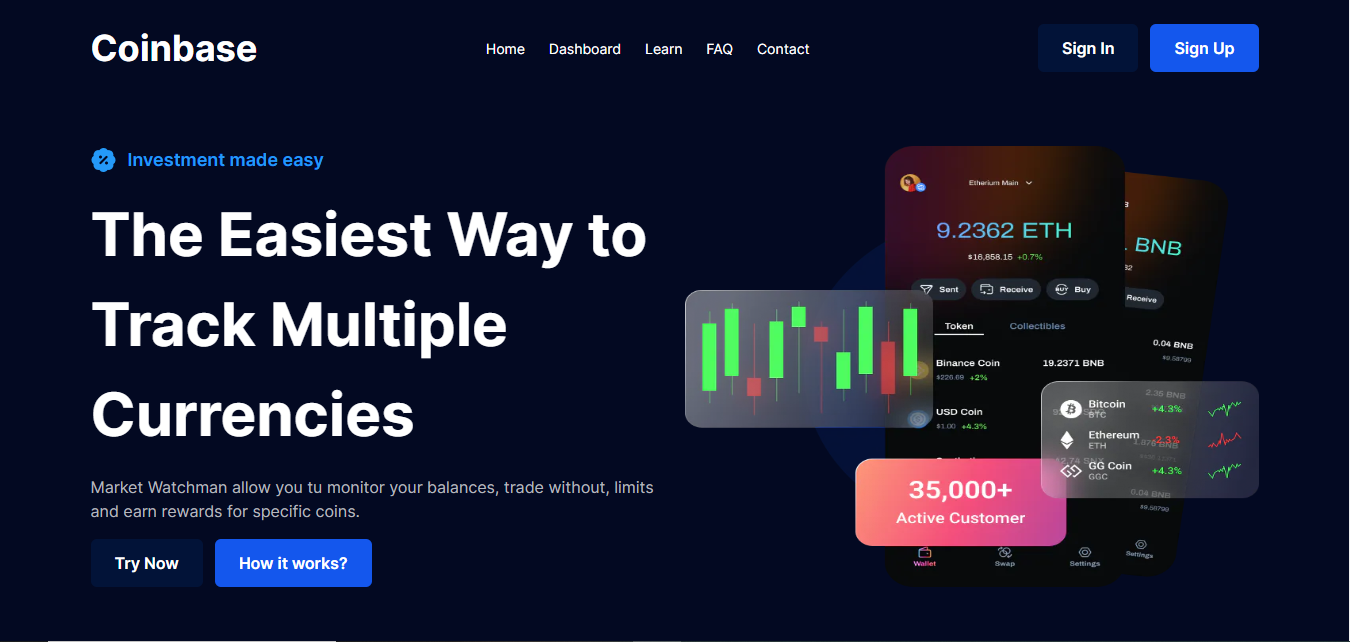 Coinbase
Home Dashboard Learn FAQ Contact
Sign In Sign Up
Investment made easy
The Easiest Way to
Track Multiple
Currencies
Market Watchman allow you tu monitor your balances, trade without, limits
and earn rewards for specific coins.
Try Now How it works?
Etherium Main
9.2362 ETH
$16,858.15 +0.7%
Sent Receive BUY Buy
Token Collectibles
Binance Coin 19.2371 BNB
$226.69 +2%
USD Coin
$1.00 +4.3%
35,000+
Active Customer
Wallet Swap Settings
BNB
Receive
0.04 BNB
$9.58799
2.36 BNB
Bitcoin +4.3%
BTC
Ethereum -2.3%
ETH
GG Coin +4.3%
GGC
0.04 BNB
$9.58799
Settings